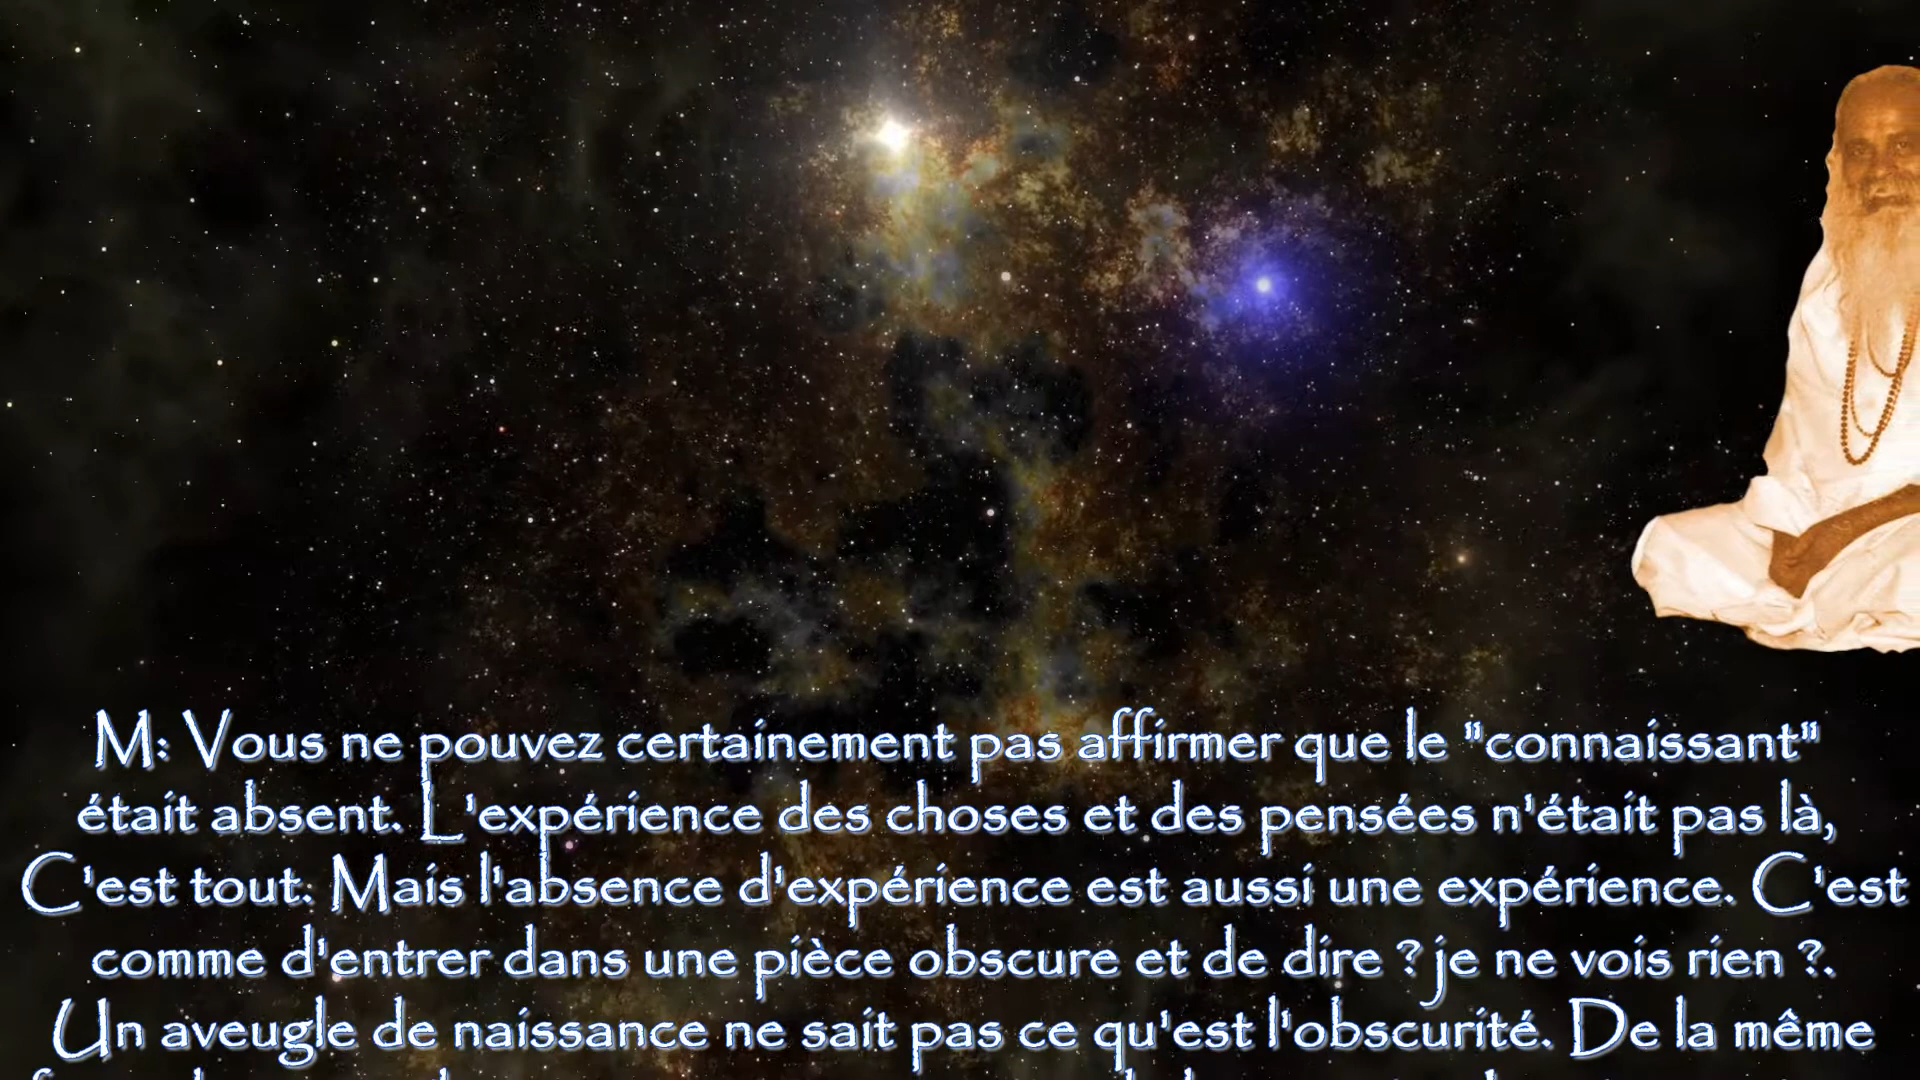 M: Vous ne pouvez certainement pas affirmer que le "connaissant"
était absent. L'expérience des choses et des pensées n'était pas là,
C'est tout. Mais l'absence d'expérience est aussi une expérience. C'est
comme d'entrer dans une pièce obscure et de dire ? je ne vois rien ?.
Un aveugle de naissance ne sait pas ce qu'est l'obscurité. De la même